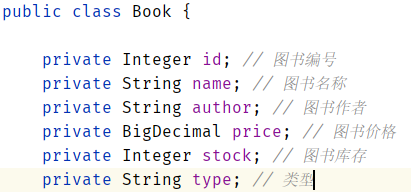 public class Book {
private Integer id; // 图书编号
private String name; // 图书名称
private String author; // 图书作者
private BigDecimal price; // 图书价格
private Integer stock; // 图书库存
private String type; // 类型